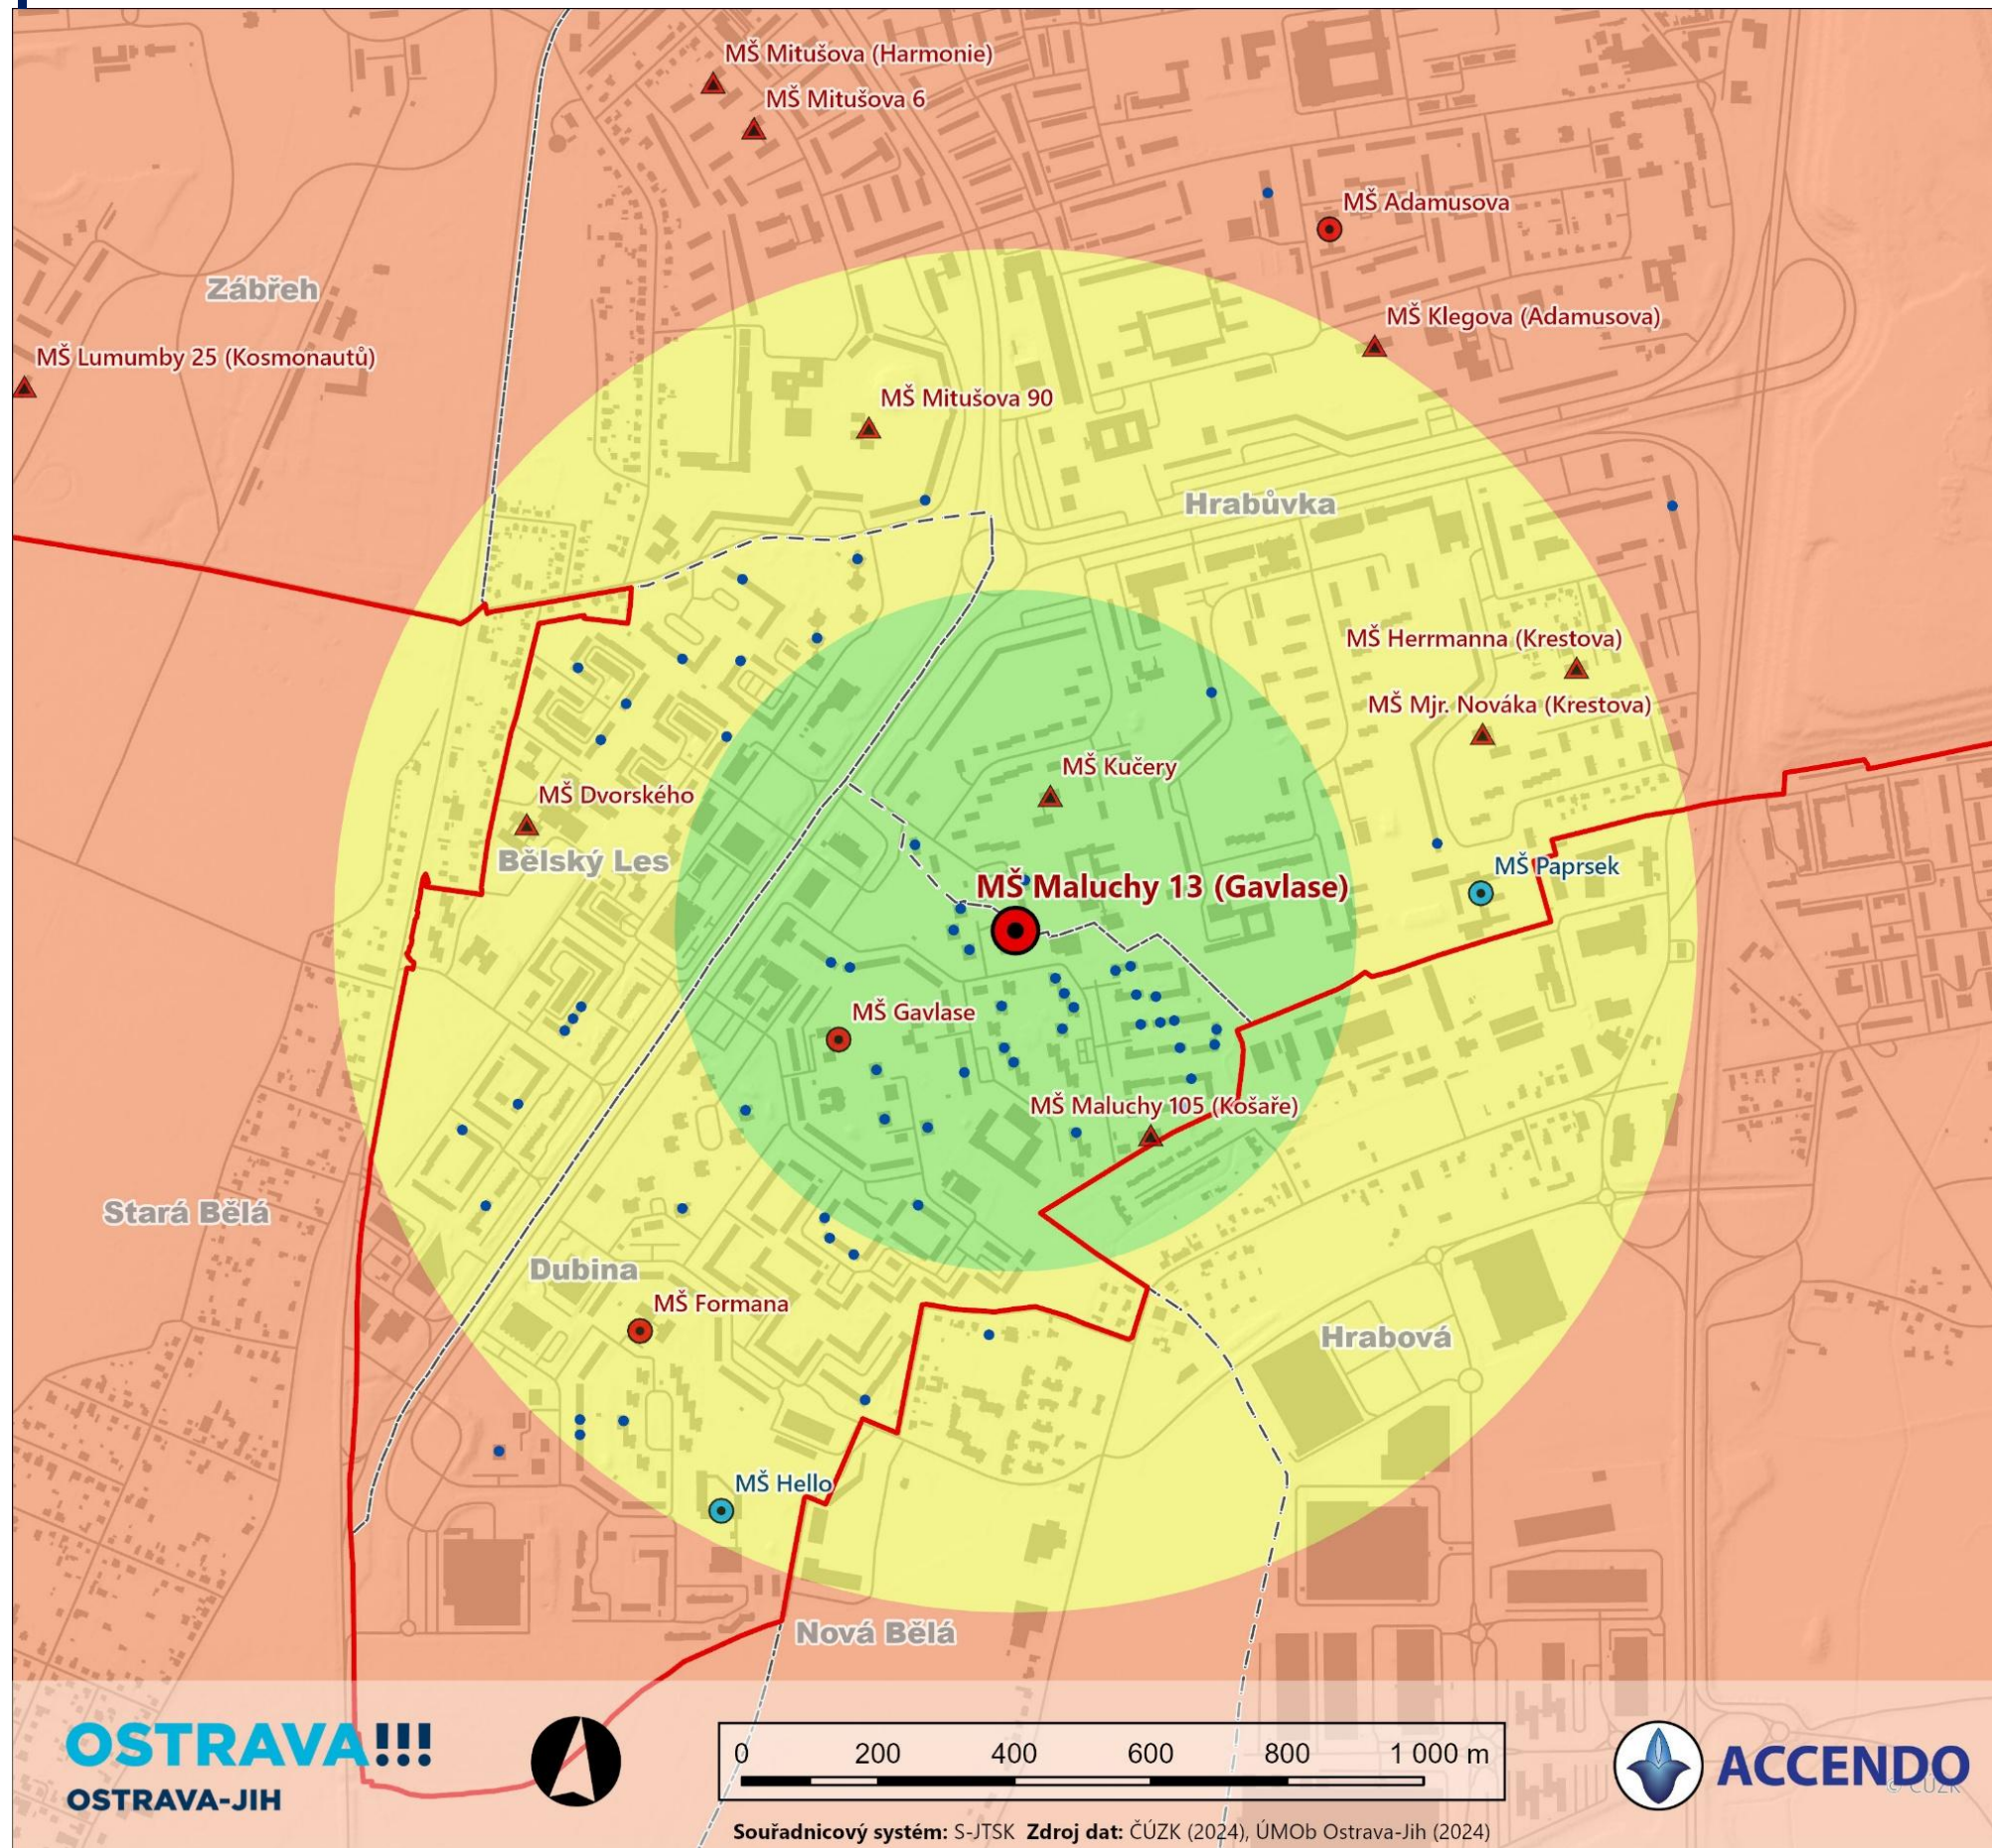 MŠ Mitušova (Harmonie)
MŠ Mitušova 6
MŠ Adamusova
Zábřeh
MŠ Klegova (Adamusova)
MŠ Lumumby 25 (Kosmonautů)
MŠ Mitušova 90
Hrabůvka
MŠ Herrmanna (Krestova)
MŠ Mjr. Nováka (Krestova)
MŠ Kučery
MŠ Dvorského
Bělský Les
MŠ Paprsek
MŠ Maluchy 13 (Gavlase)
MŠ Gavlase
MŠ Maluchy 105 (Košaře)
Stará Bělá
Dubina
MŠ Formana
Hrabová
MŠ Hello
Nová Bělá
OSTRAVA!!!
OSTRAVA-JIH
0 200 400 600 800 1 000 m
ACCENDO
© ČÚZK
Souřadnicový systém: S-JTSK Zdroj dat: ČÚZK (2024), ÚMOb Ostrava-Jih (2024)